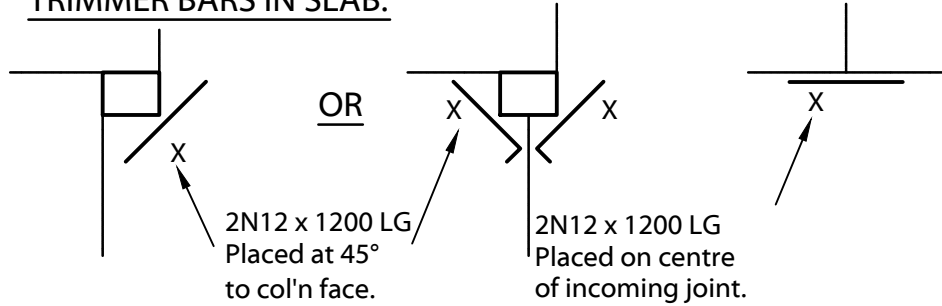 TRIMMER BARS IN SLAB.
OR
X
X
X
X
2N12 x 1200 LG
Placed at 45°
to col'n face.
2N12 x 1200 LG
Placed on centre
of incoming joint.